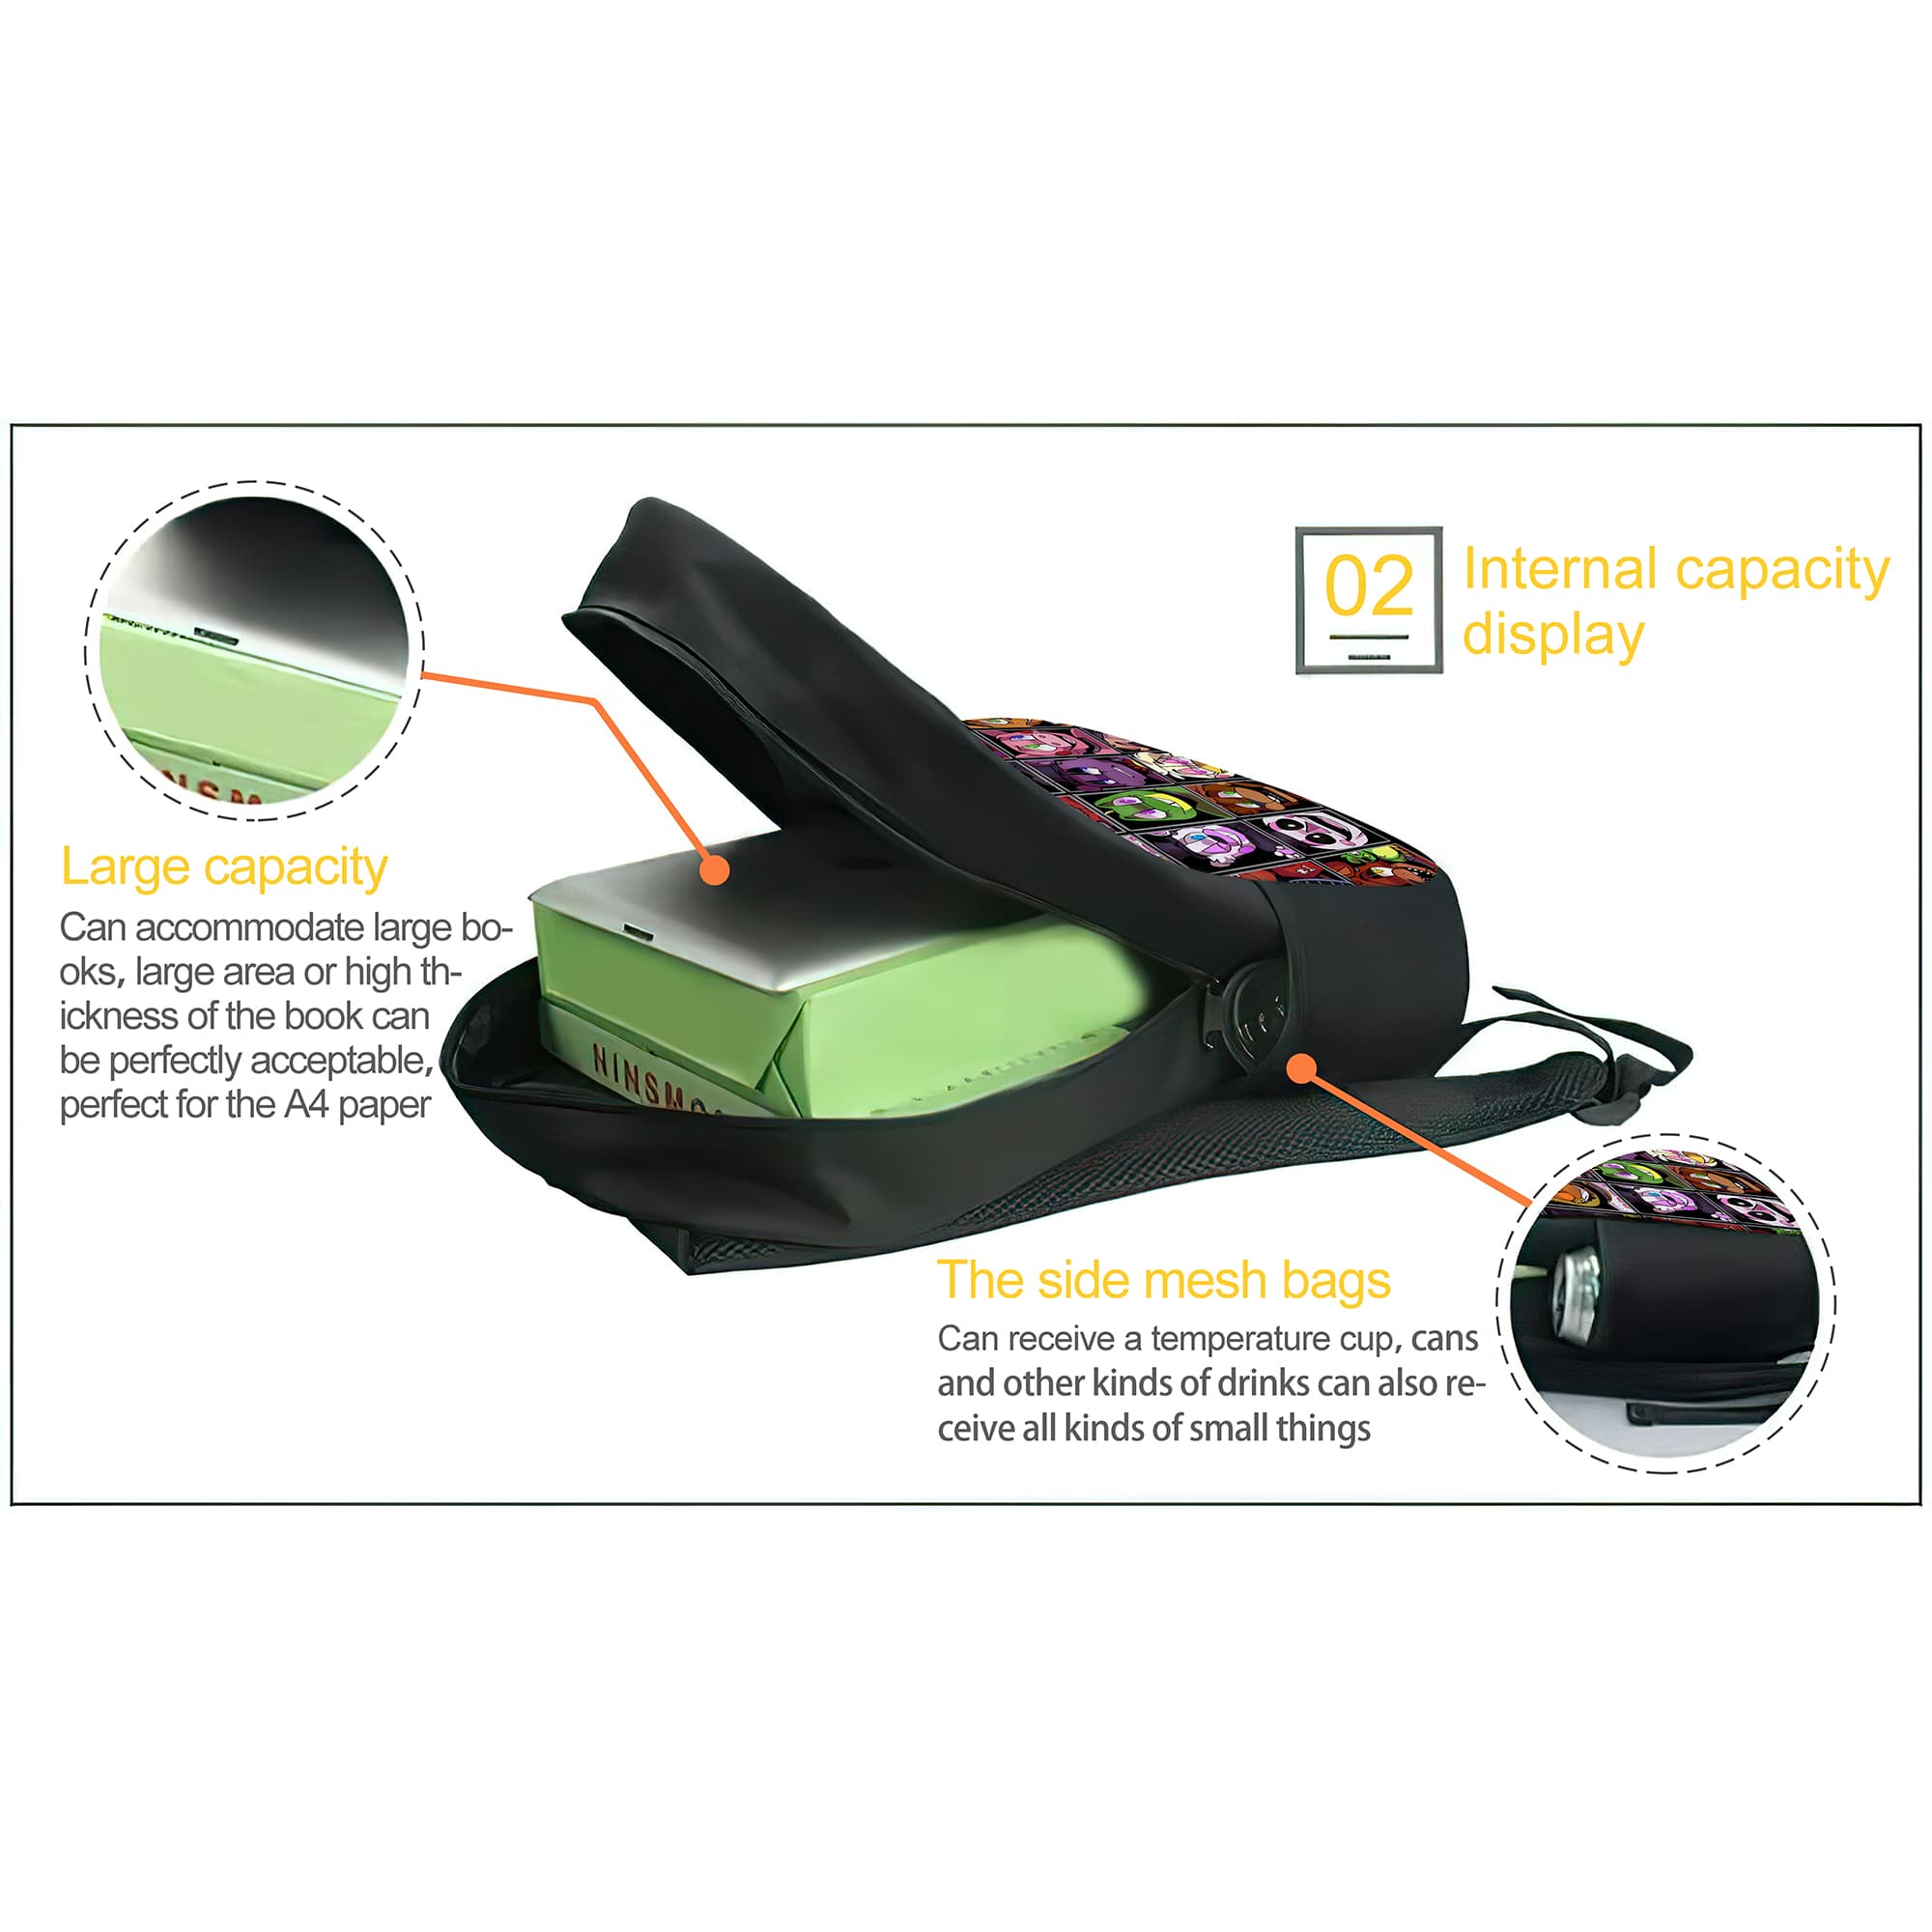 02
Internal capacity
display
Large capacity
Can accommodate large bo-
oks, large area or high th-
ickness of the book can
be perfectly acceptable,
perfect for the A4 paper
The side mesh bags
Can receive a temperature cup, cans
and other kinds of drinks can also re-
ceive all kinds of small things